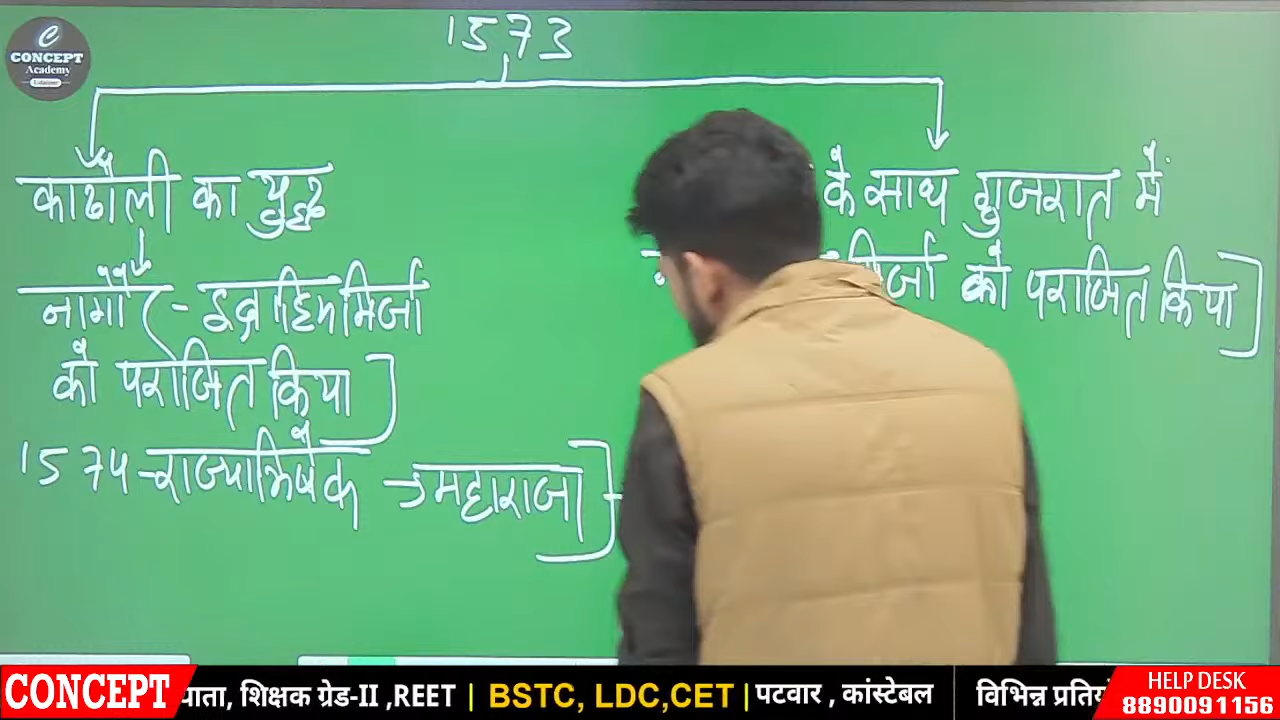 CONCEPT
Academy
Udaipur
1573
काठौली का युद्ध
नागौर - इब्राहिम मिर्जा
को पराजित किया]
1574-राज्याभिषेक → महाराजा]-
के साथ गुजरात में
मिर्जा को पराजित किया]
CONCEPT
याता, शिक्षक ग्रेड-II ,REET | BSTC, LDC,CET | पटवार , कांस्टेबल
विभिन्न प्रतिय
HELP DESK
8890091156